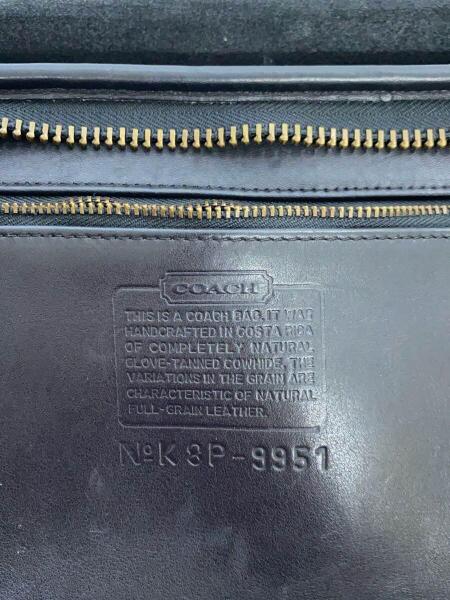 COACH
THIS IS A COACH BAG. IT WAS
HANDCRAFTED IN COSTA RICA
OF COMPLETELY NATURAL
GLOVE-TANNED COWHIDE, THE
VARIATIONS IN THE GRAIN ARE
CHARACTERISTIC OF NATURAL
FULL-GRAIN LEATHER.
NºK8P-9951